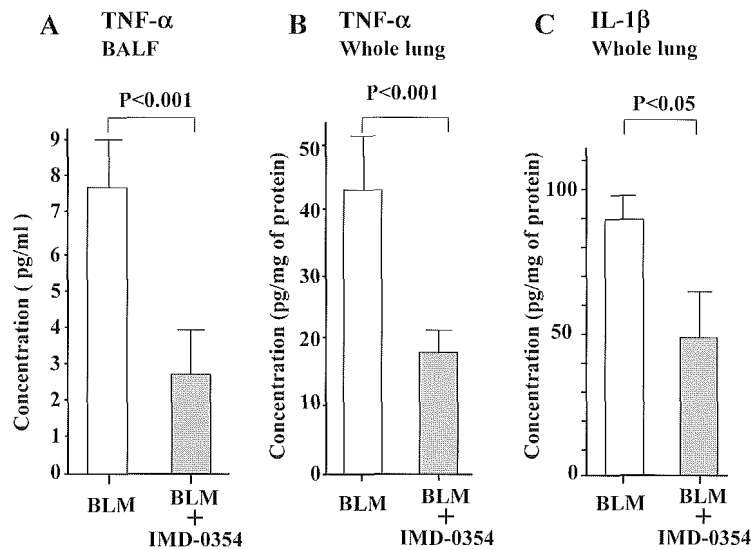 A TNF-α
BALF
P<0.001
9
8
7
6
5
4
3
2
1
0
Concentration ( pg/ml )
BLM
BLM
+
IMD-0354
B TNF-α
Whole lung
P<0.001
50
40
30
20
10
0
Concentration (pg/mg of protein)
BLM
BLM
+
IMD-0354
C IL-1β
Whole lung
P<0.05
100
50
0
Concentration (pg/mg of protein)
BLM
BLM
+
IMD-0354